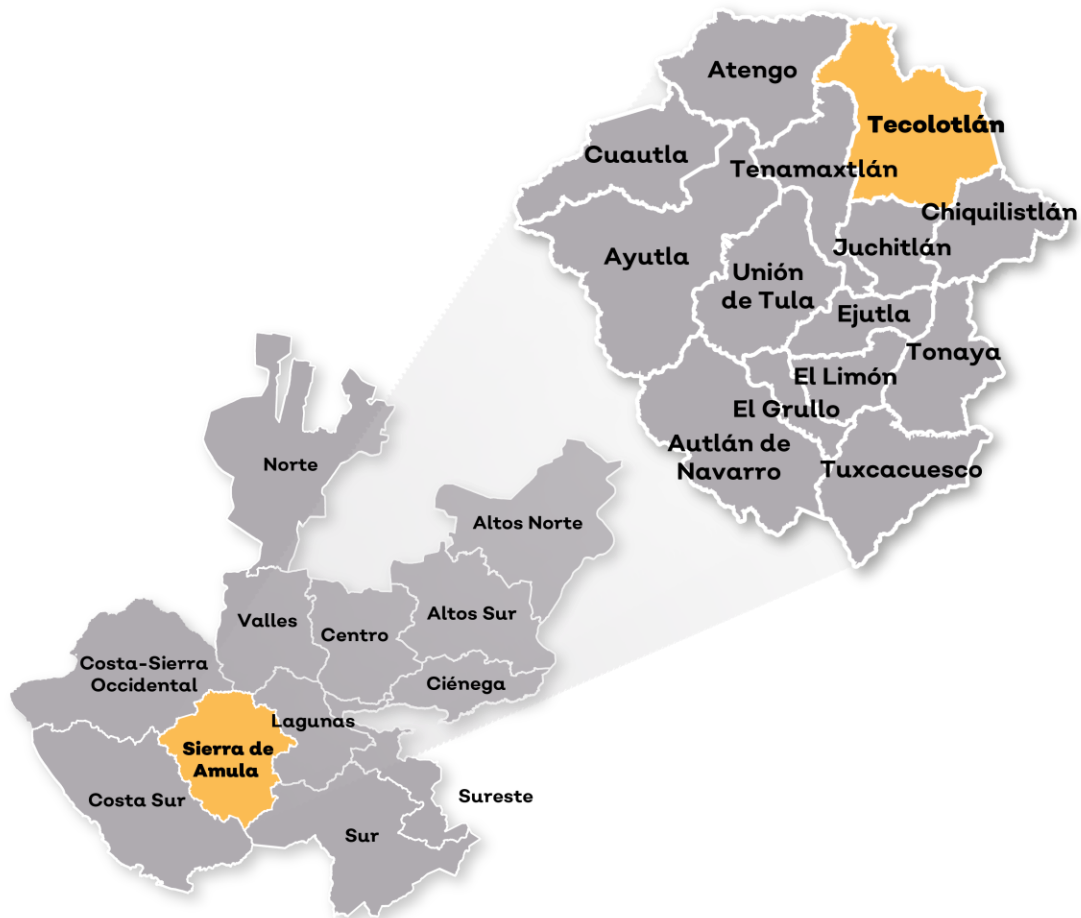 Atengo
Tecolotlán
Cuautla
Tenamaxtlán
Chiquilistlán
Juchitlán
Ayutla
Unión
de Tula
Ejutla
Tonaya
El Limón
El Grullo
Autlán de
Navarro
Tuxcacuesco
Norte
Altos Norte
Valles
Centro
Altos Sur
Costa-Sierra
Occidental
Ciénega
Lagunas
Sierra de
Amula
Costa Sur
Sureste
Sur